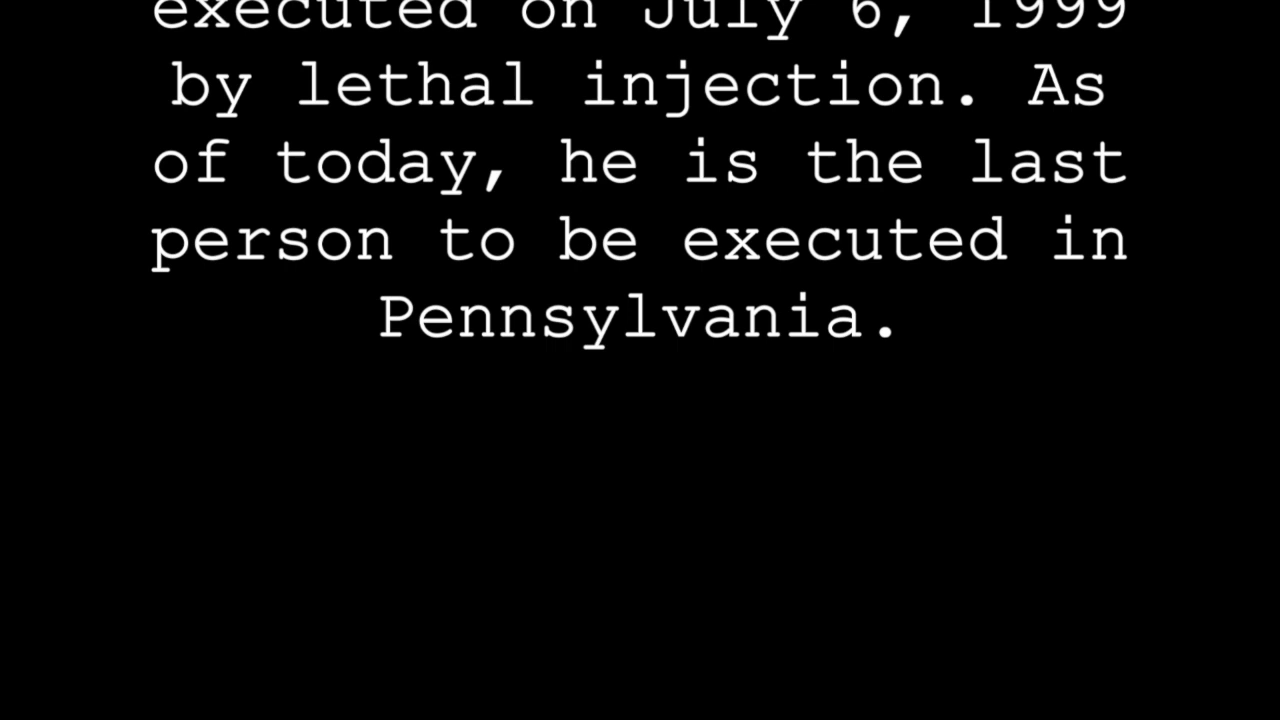 executed on July 6, 1999
by lethal injection. As
of today, he is the last
person to be executed in
Pennsylvania.